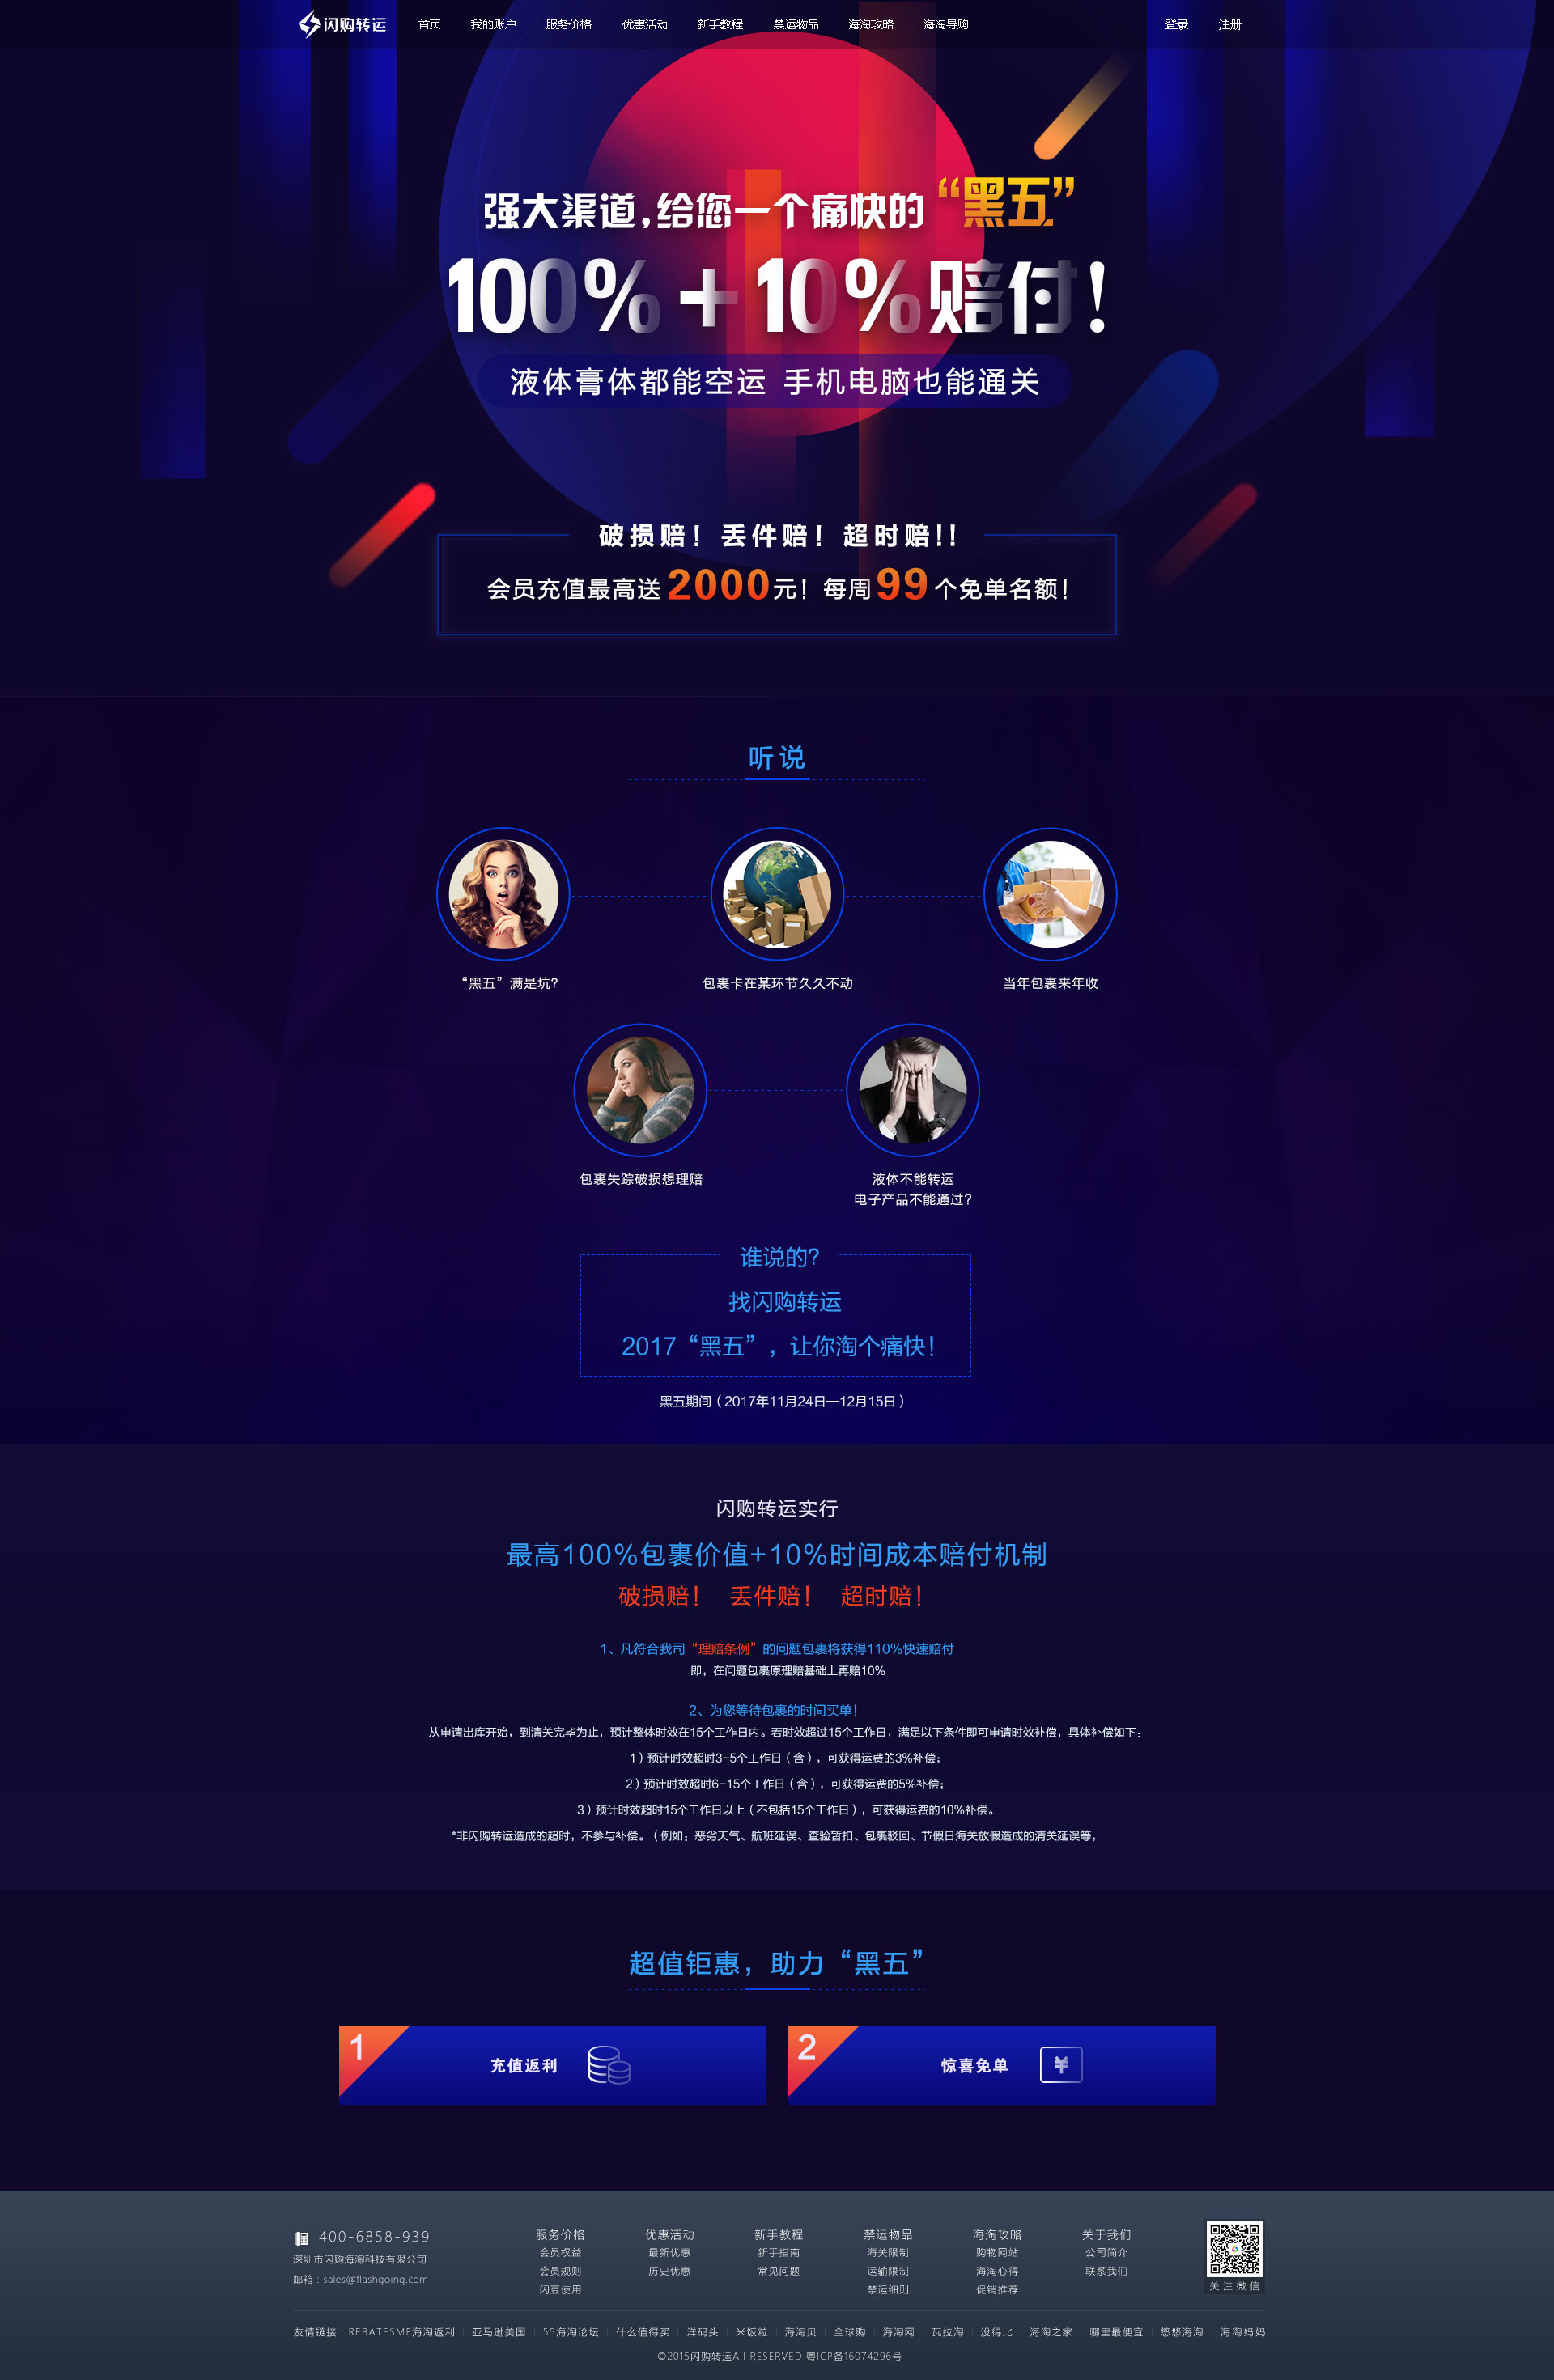 闪购转运 首页 我的账户 服务价格 优惠活动 新手教程 禁运物品 海淘攻略 海淘导购 登录 注册
强大渠道,给您一个痛快的“黑五”
100%+10%赔付!
液体膏体都能空运 手机电脑也能通关
破损赔! 丢件赔! 超时赔!!
会员充值最高送2000元! 每周99个免单名额!
听说
“黑五”满是坑? 包裹卡在某环节久久不动 当年包裹来年收
包裹失踪破损想理赔 液体不能转运
电子产品不能通过?
谁说的?
找闪购转运
2017“黑五”,让你淘个痛快!
黑五期间(2017年11月24日—12月15日)
闪购转运实行
最高100%包裹价值+10%时间成本赔付机制
破损赔! 丢件赔! 超时赔!
1、凡符合我司“理赔条例”的问题包裹将获得110%快速赔付
即,在问题包裹原理赔基础上再赔10%
2、为您等待包裹的时间买单!
从申请出库开始,到清关完毕为止,预计整体时效在15个工作日内。若时效超过15个工作日,满足以下条件即可申请时效补偿,具体补偿如下:
1)预计时效超时3-5个工作日(含),可获得运费的3%补偿;
2)预计时效超时6-15个工作日(含),可获得运费的5%补偿;
3)预计时效超时15个工作日以上(不包括15个工作日),可获得运费的10%补偿。
*非闪购转运造成的超时,不参与补偿。(例如:恶劣天气、航班延误、查验暂扣、包裹驳回、节假日海关放假造成的清关延误等,
超值钜惠,助力“黑五”
1 充值返利 2 惊喜免单 ¥
400-6858-939 服务价格 优惠活动 新手教程 禁运物品 海淘攻略 关于我们
会员权益 最新优惠 新手指南 海关限制 购物网站 公司简介
深圳市闪购海淘科技有限公司
会员规则 历史优惠 常见问题 运输限制 海淘心得 联系我们
邮箱:sales@flashgoing.com
闪豆使用 禁运细则 促销推荐 关注微信
友情链接:REBATESME海淘返利 | 亚马逊美国 | 55海淘论坛 | 什么值得买 | 洋码头 | 米饭粒 | 海淘贝 | 全球购 | 海淘网 | 瓦拉淘 | 没得比 | 海淘之家 | 哪里最便宜 | 悠悠海淘 | 海淘妈妈
©2015闪购转运All RESERVED 粤ICP备16074296号